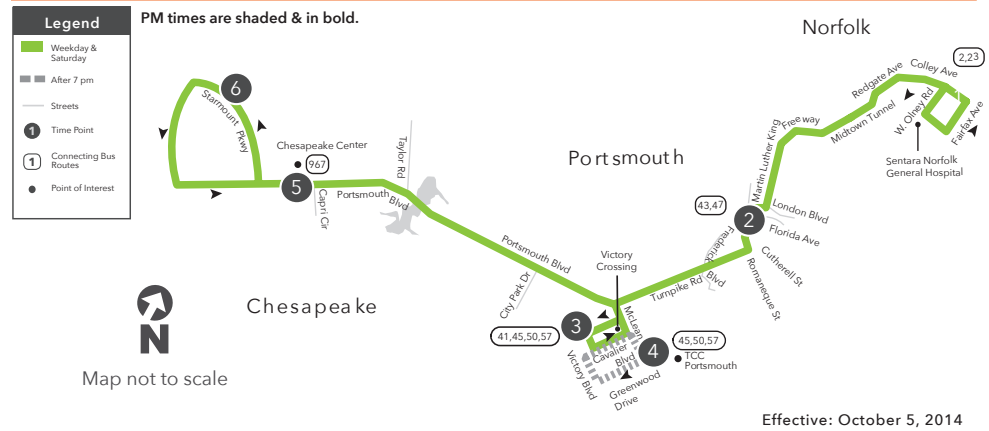 PM times are shaded & in bold.
Legend
Weekday &
Saturday
After 7 pm
Streets
1
Time Point
1
Connecting Bus
Routes
Point of Interest
Norfolk
2,23
Colley Ave
Redgate Ave
W. Olney Rd
1
Fairfax Ave
Midtown Tunnel
Freeway
Martin Luther King
Sentara Norfolk
General Hospital
6
Starmount Pkwy
Chesapeake Center
967
5
Capri Cir
Taylor Rd
Portsmouth
Blvd
Portsmouth
43,47
2
London Blvd
Florida Ave
Frederick
Blvd
Cutherell St
Romaneque St
Victory
Crossing
Portsmouth Blvd
City Park Dr
Turnpike Rd
Chesapeake
McLean
3
41,45,50,57
45,50,57
4
TCC
Portsmouth
Cavalier
Blvd
Victory Blvd
Greenwood
Drive
N
Map not to scale
Effective: October 5, 2014